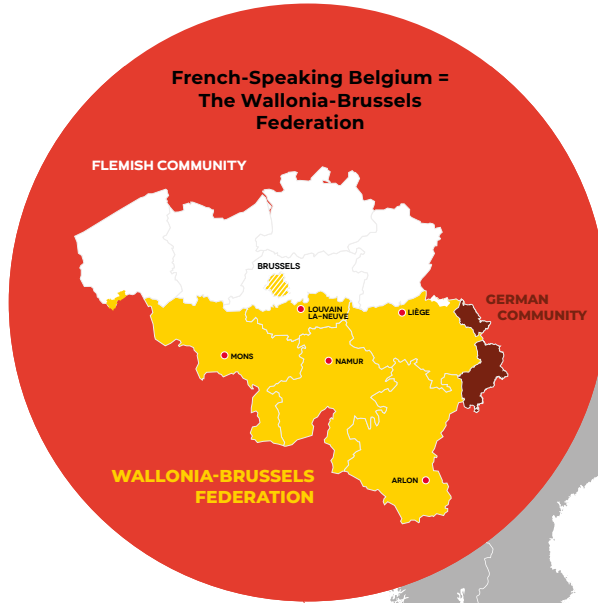 French-Speaking Belgium =
The Wallonia-Brussels
Federation
FLEMISH COMMUNITY
BRUSSELS
LOUVAIN
LA-NEUVE
LIÈGE
GERMAN
COMMUNITY
MONS
NAMUR
WALLONIA-BRUSSELS
FEDERATION
ARLON